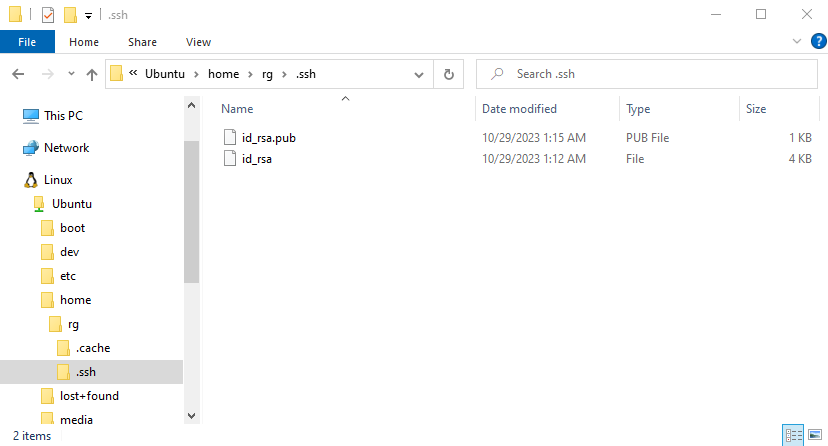 .ssh
File Home Share View
« Ubuntu > home > rg > .ssh
Search .ssh
This PC
Network
Linux
Ubuntu
boot
dev
etc
home
rg
.cache
.ssh
lost+found
media
Name Date modified Type Size
id_rsa.pub 10/29/2023 1:15 AM PUB File 1 KB
id_rsa 10/29/2023 1:12 AM File 4 KB
2 items